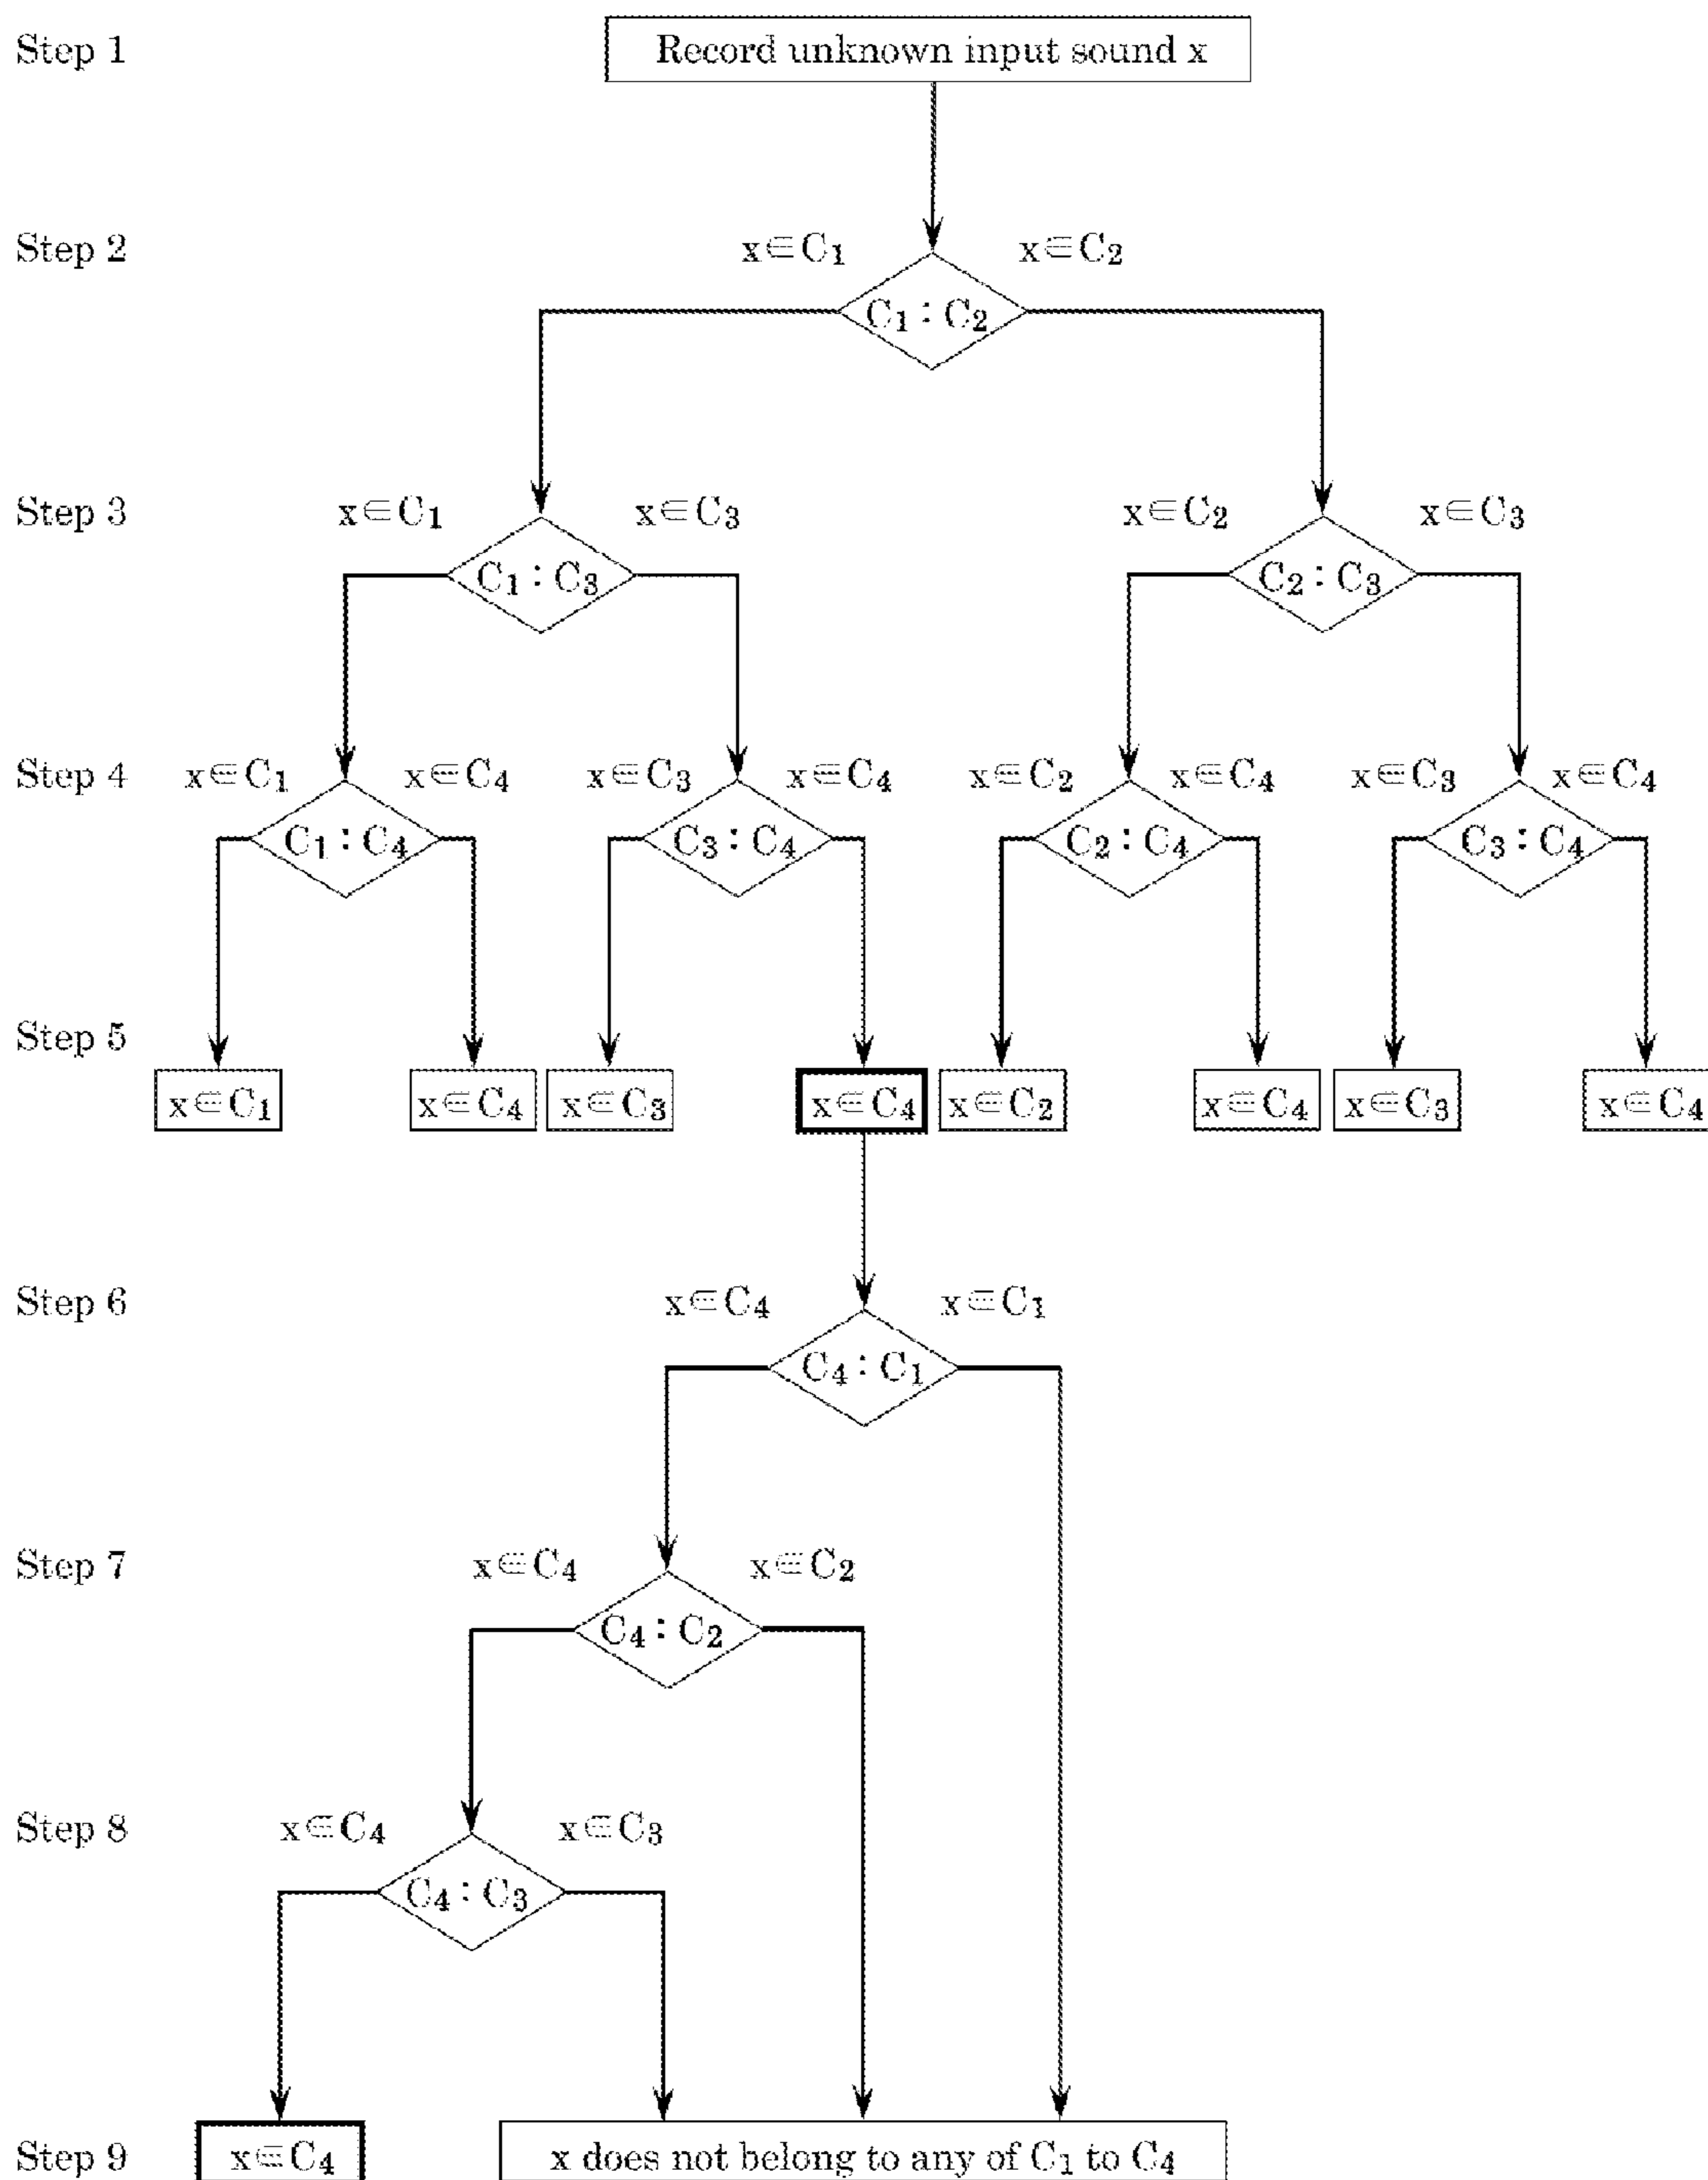 Step 1 Record unknown input sound x
Step 2 x∈C₁ x∈C₂
C₁ : C₂
Step 3 x∈C₁ x∈C₃ x∈C₂ x∈C₃
C₁ : C₃ C₂ : C₃
Step 4 x∈C₁ x∈C₄ x∈C₃ x∈C₄ x∈C₂ x∈C₄ x∈C₃ x∈C₄
C₁ : C₄ C₃ : C₄ C₂ : C₄ C₃ : C₄
Step 5
x∈C₁ x∈C₄ x∈C₃ x∈C₄ x∈C₂ x∈C₄ x∈C₃ x∈C₄
Step 6 x∈C₄ x∈C₁
C₄ : C₁
Step 7 x∈C₄ x∈C₂
C₄ : C₂
Step 8 x∈C₄ x∈C₃
C₄ : C₃
Step 9 x∈C₄ x does not belong to any of C₁ to C₄